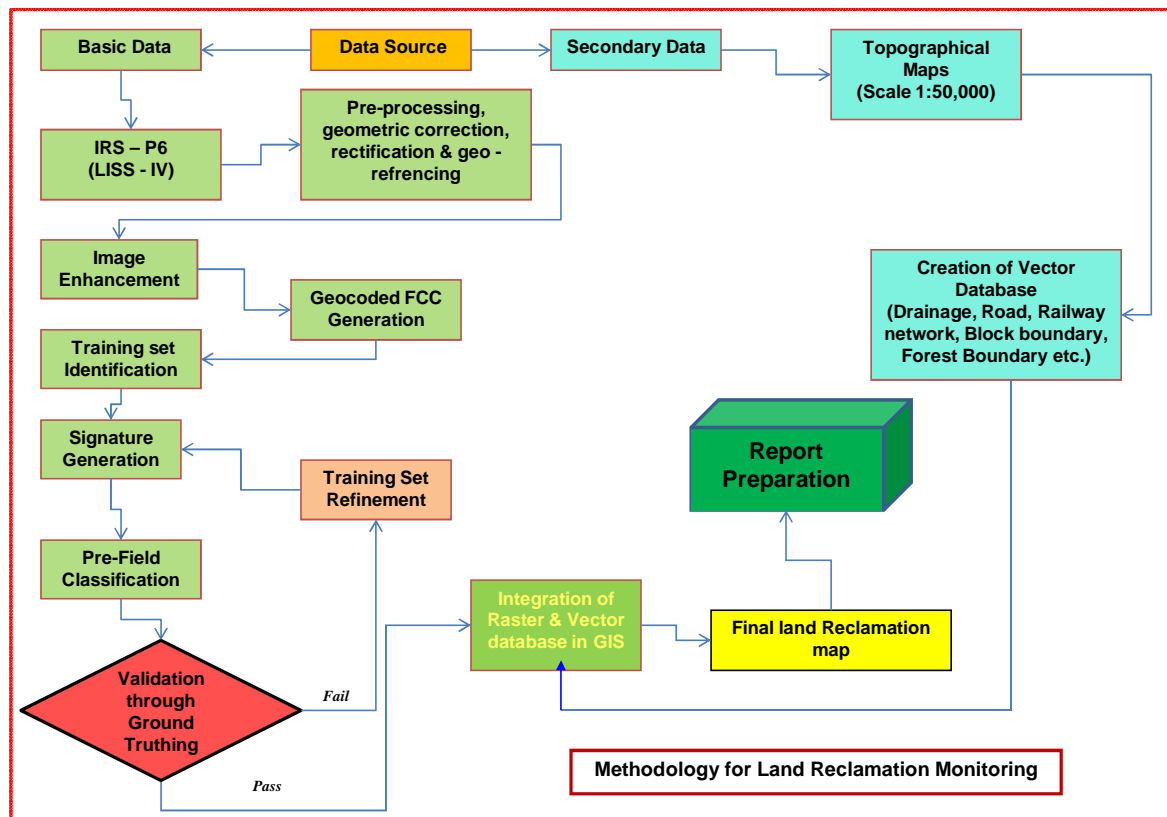 Basic Data
Data Source
Secondary Data
Topographical
Maps
(Scale 1:50,000)
IRS – P6
(LISS - IV)
Pre-processing,
geometric correction,
rectification & geo -
refrencing
Image
Enhancement
Geocoded FCC
Generation
Creation of Vector
Database
(Drainage, Road, Railway
network, Block boundary,
Forest Boundary etc.)
Training set
Identification
Signature
Generation
Training Set
Refinement
Report
Preparation
Pre-Field
Classification
Integration of
Raster & Vector
database in GIS
Final land Reclamation
map
Validation
through
Ground
Truthing
Fail
Pass
Methodology for Land Reclamation Monitoring